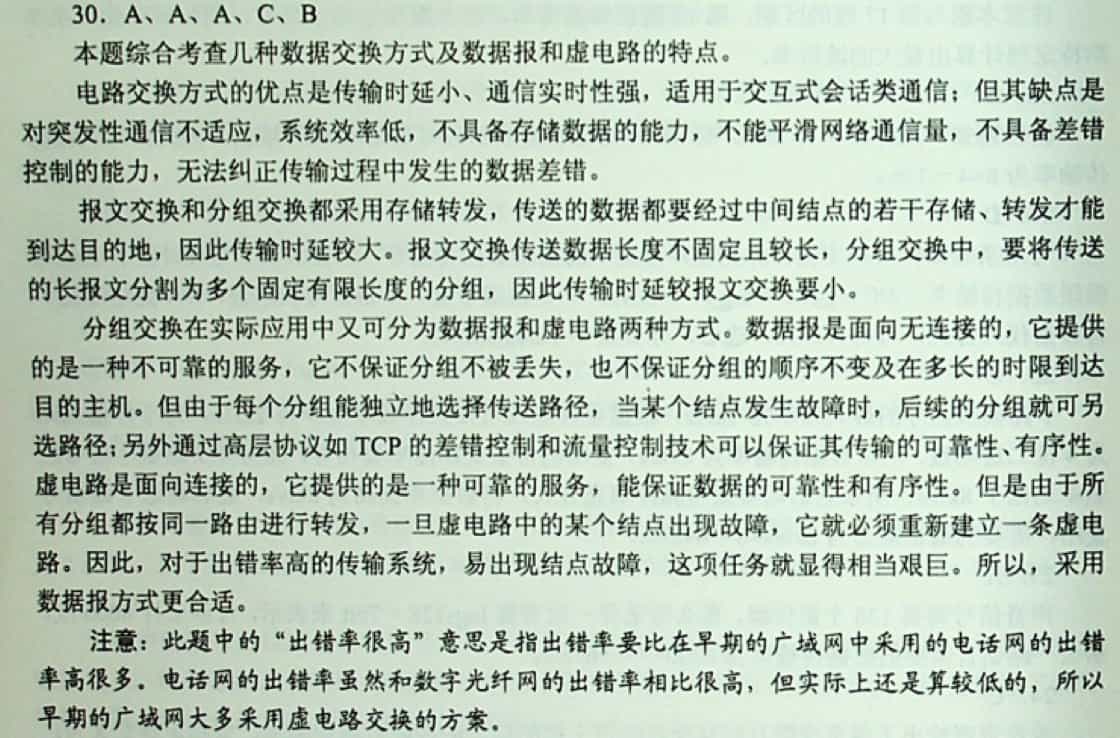 30. A、A、A、C、B
本题综合考查几种数据交换方式及数据报和虚电路的特点。
电路交换方式的优点是传输时延小、通信实时性强，适用于交互式会话类通信；但其缺点是
对突发性通信不适应，系统效率低，不具备存储数据的能力，不能平滑网络通信量，不具备差错
控制的能力，无法纠正传输过程中发生的数据差错。
报文交换和分组交换都采用存储转发，传送的数据都要经过中间结点的若干存储、转发才能
到达目的地，因此传输时延较大。报文交换传送数据长度不固定且较长，分组交换中，要将传送
的长报文分割为多个固定有限长度的分组，因此传输时延较报文交换要小。
分组交换在实际应用中又可分为数据报和虚电路两种方式。数据报是面向无连接的，它提供
的是一种不可靠的服务，它不保证分组不被丢失，也不保证分组的顺序不变及在多长的时限到达
目的主机。但由于每个分组能独立地选择传送路径，当某个结点发生故障时，后续的分组就可另
选路径；另外通过高层协议如 TCP 的差错控制和流量控制技术可以保证其传输的可靠性、有序性。
虚电路是面向连接的，它提供的是一种可靠的服务，能保证数据的可靠性和有序性。但是由于所
有分组都按同一路由进行转发，一旦虚电路中的某个结点出现故障，它就必须重新建立一条虚电
路。因此，对于出错率高的传输系统，易出现结点故障，这项任务就显得相当艰巨。所以，采用
数据报方式更合适。
注意：此题中的“出错率很高”意思是指出错率要比在早期的广域网中采用的电话网的出错
率高很多。电话网的出错率虽然和数字光纤网的出错率相比很高，但实际上还是算较低的，所以
早期的广域网大多采用虚电路交换的方案。